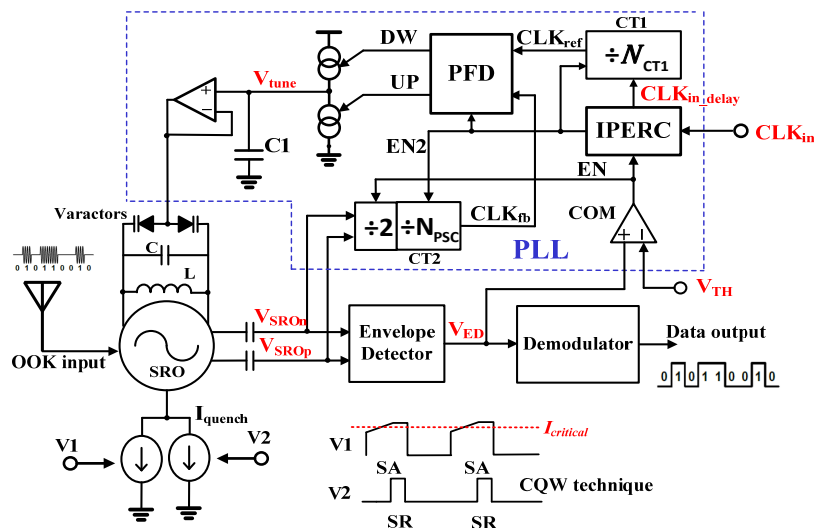 CT1
DW
CLKref
÷NCT1
Vtune
PFD
UP
CLKin_delay
+
−
IPERC
CLKin
C1
EN2
EN
Varactors
÷2
÷NPSC
CLKfb
COM
+ −
C
CT2
PLL
0 1 0 1 1 0 0 1 0
L
VTH
VSROn
Envelope
Detector
VED
Demodulator
Data output
VSROp
OOK input
SRO
0 1 0 1 1 0 0 1 0
Iquench
V1
V2
V1
Icritical
SA
SA
V2
CQW technique
SR
SR